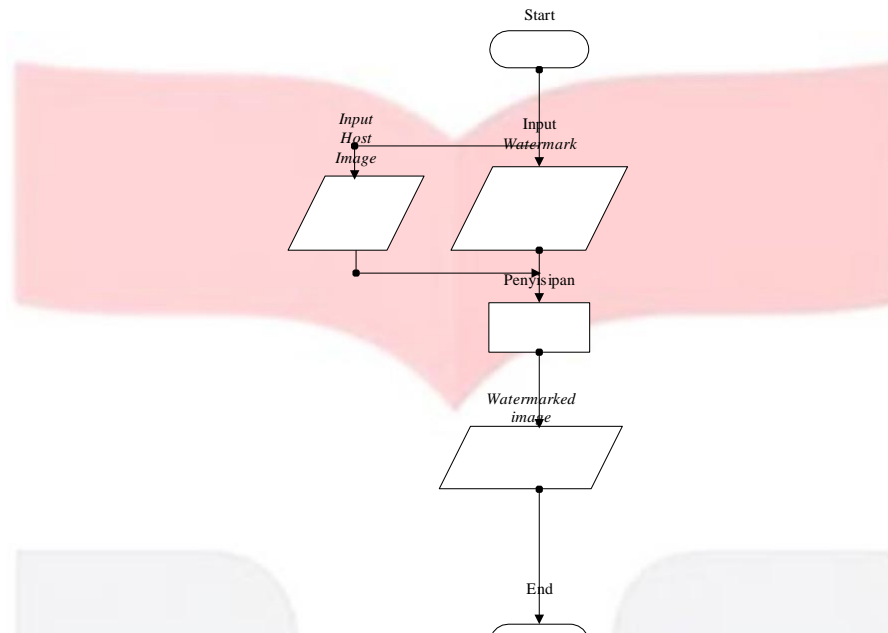 Start
Input
Host
Image
Input
Watermark
Penyisipan
Watermarked
image
End